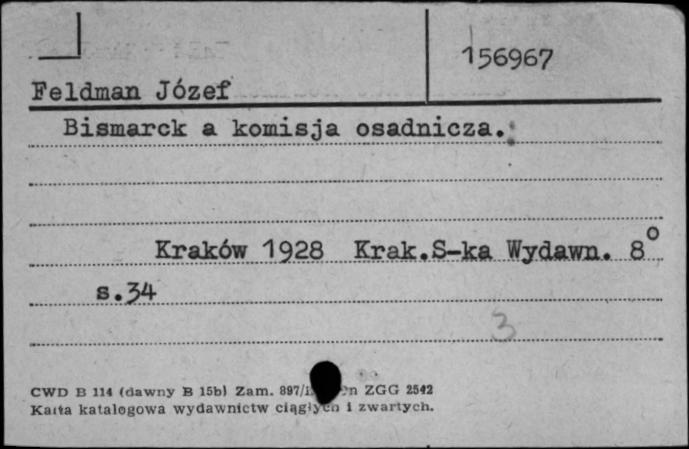 156967
Feldman Józef
Bismarck a komisja osadnicza.
Kraków 1928 Krak.S-ka Wydawn. 8°
s.34
3
CWD B 114 (dawny B 15b) Zam. 897/ ZGG 2542
Karta katalogowa wydawnictw ciągłych i zwartych.